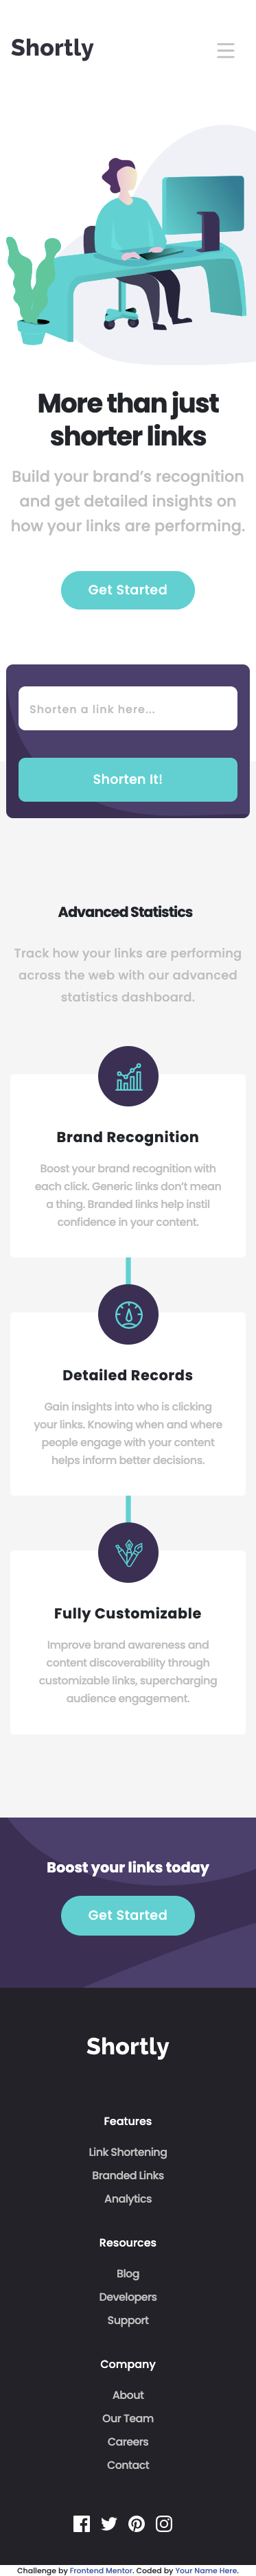 Shortly
More than just
shorter links
Build your brand’s recognition
and get detailed insights on
how your links are performing.
Get Started
Shorten a link here...
Shorten It!
Advanced Statistics
Track how your links are performing
across the web with our advanced
statistics dashboard.
Brand Recognition
Boost your brand recognition with
each click. Generic links don’t mean
a thing. Branded links help instil
confidence in your content.
Detailed Records
Gain insights into who is clicking
your links. Knowing when and where
people engage with your content
helps inform better decisions.
Fully Customizable
Improve brand awareness and
content discoverability through
customizable links, supercharging
audience engagement.
Boost your links today
Get Started
Shortly
Features
Link Shortening
Branded Links
Analytics
Resources
Blog
Developers
Support
Company
About
Our Team
Careers
Contact
Challenge by Frontend Mentor. Coded by Your Name Here.